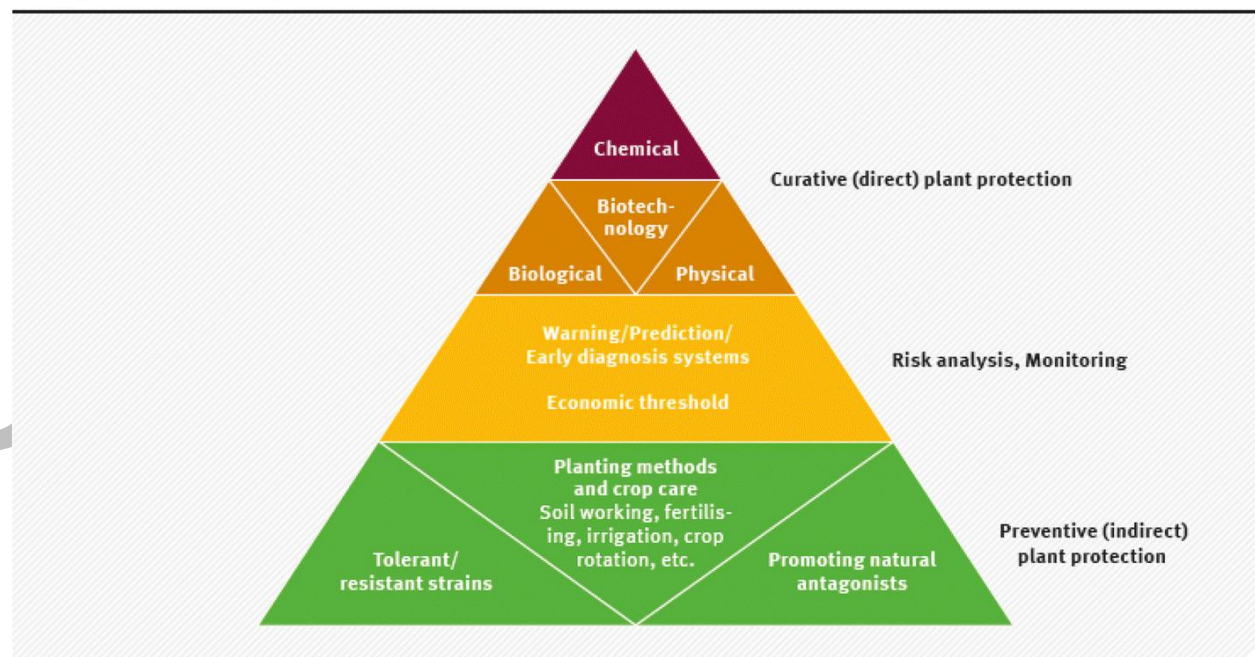 Chemical
Curative (direct) plant protection
Biotech-
nology
Biological
Physical
Warning/Prediction/
Early diagnosis systems
Risk analysis, Monitoring
Economic threshold
Planting methods
and crop care
Soil working, fertilis-
ing, irrigation, crop
rotation, etc.
Tolerant/
resistant strains
Promoting natural
antagonists
Preventive (indirect)
plant protection